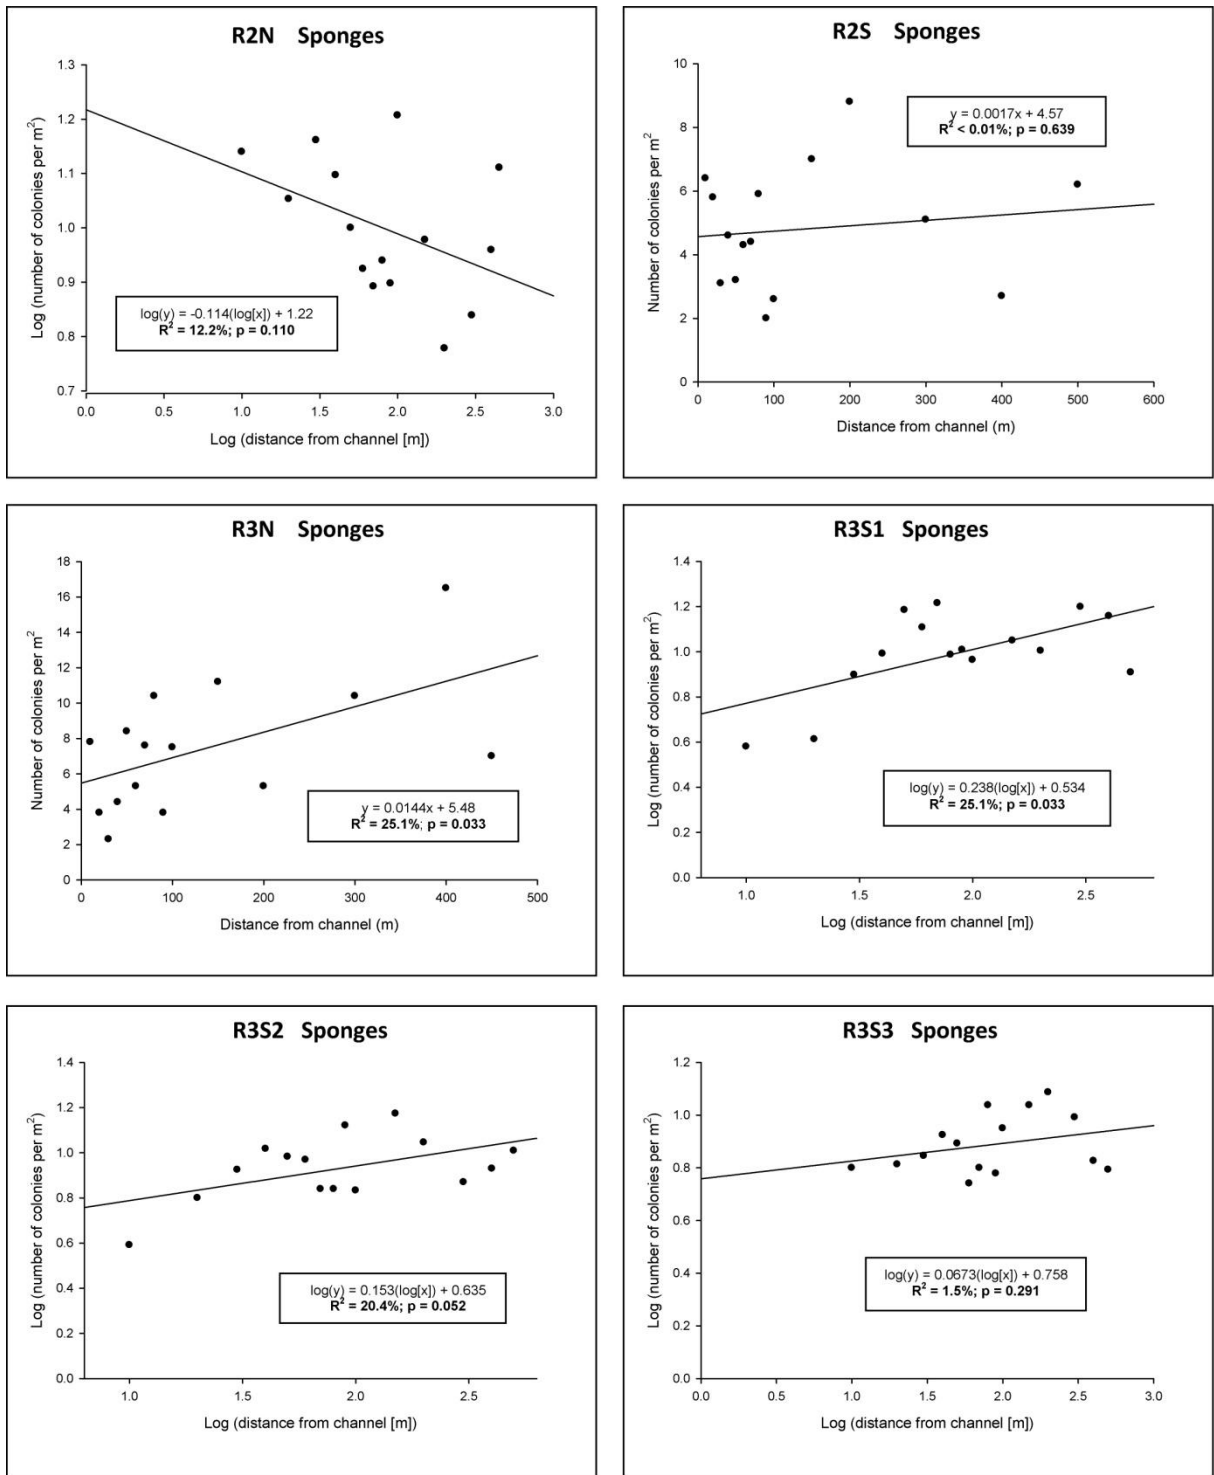 R2N Sponges
Log (number of colonies per m²)
1.3
1.2
1.1
1.0
0.9
0.8
0.7
log(y) = -0.114(log[x]) + 1.22
R² = 12.2%; p = 0.110
0.0 0.5 1.0 1.5 2.0 2.5 3.0
Log (distance from channel [m])
R2S Sponges
Number of colonies per m²
10
8
6
4
2
0
y = 0.0017x + 4.57
R² < 0.01%; p = 0.639
0 100 200 300 400 500 600
Distance from channel (m)
R3N Sponges
Number of colonies per m²
18
16
14
12
10
8
6
4
2
0
y = 0.0144x + 5.48
R² = 25.1%; p = 0.033
0 100 200 300 400 500
Distance from channel (m)
R3S1 Sponges
Log (number of colonies per m²)
1.4
1.2
1.0
0.8
0.6
0.4
0.2
0.0
log(y) = 0.238(log[x]) + 0.534
R² = 25.1%; p = 0.033
1.0 1.5 2.0 2.5
Log (distance from channel [m])
R3S2 Sponges
Log (number of colonies per m²)
1.4
1.2
1.0
0.8
0.6
0.4
0.2
0.0
log(y) = 0.153(log[x]) + 0.635
R² = 20.4%; p = 0.052
1.0 1.5 2.0 2.5
Log (distance from channel [m])
R3S3 Sponges
Log (number of colonies per m²)
1.2
1.0
0.8
0.6
0.4
0.2
0.0
log(y) = 0.0673(log[x]) + 0.758
R² = 1.5%; p = 0.291
0.0 0.5 1.0 1.5 2.0 2.5 3.0
Log (distance from channel [m])